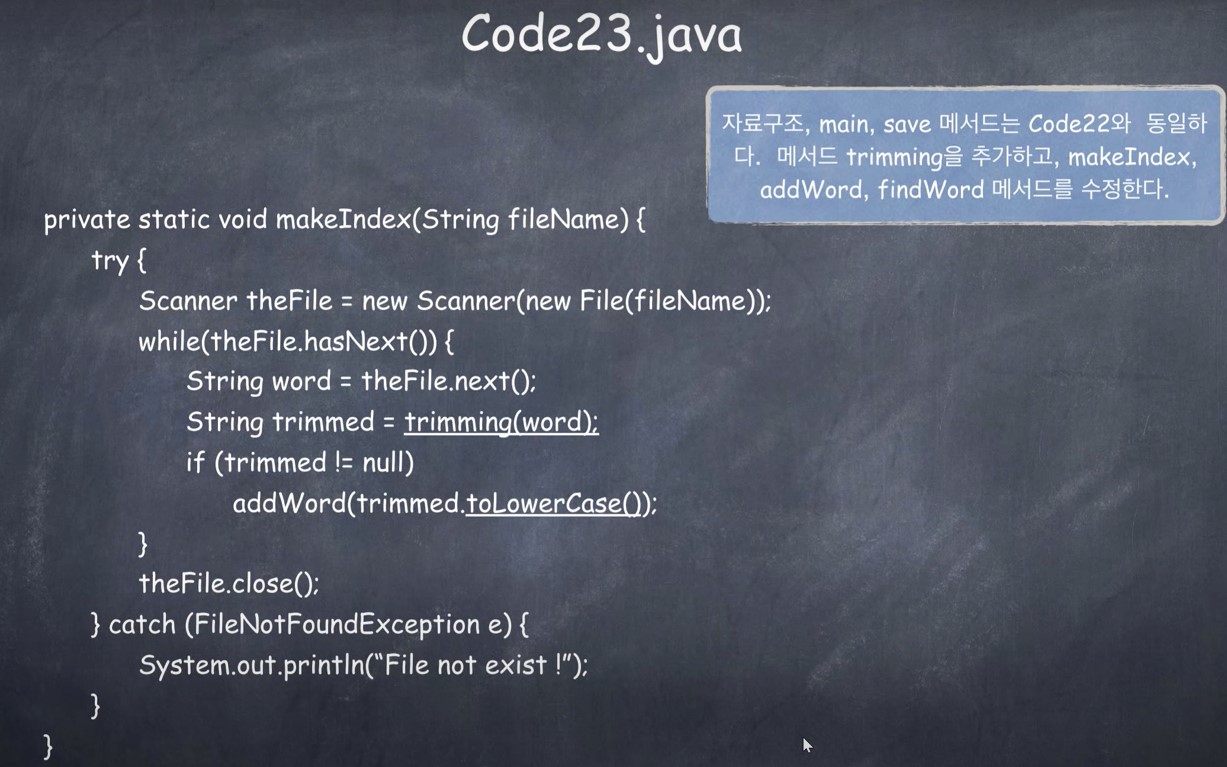 Code23.java
자료구조, main, save 메서드는 Code22와 동일하
다. 메서드 trimming을 추가하고, makeIndex,
addWord, findWord 메서드를 수정한다.
private static void makeIndex(String fileName) {
try {
Scanner theFile = new Scanner(new File(fileName));
while(theFile.hasNext()) {
String word = theFile.next();
String trimmed = trimming(word);
if (trimmed != null)
addWord(trimmed.toLowerCase());
}
theFile.close();
} catch (FileNotFoundException e) {
System.out.println(“File not exist !”);
}
}